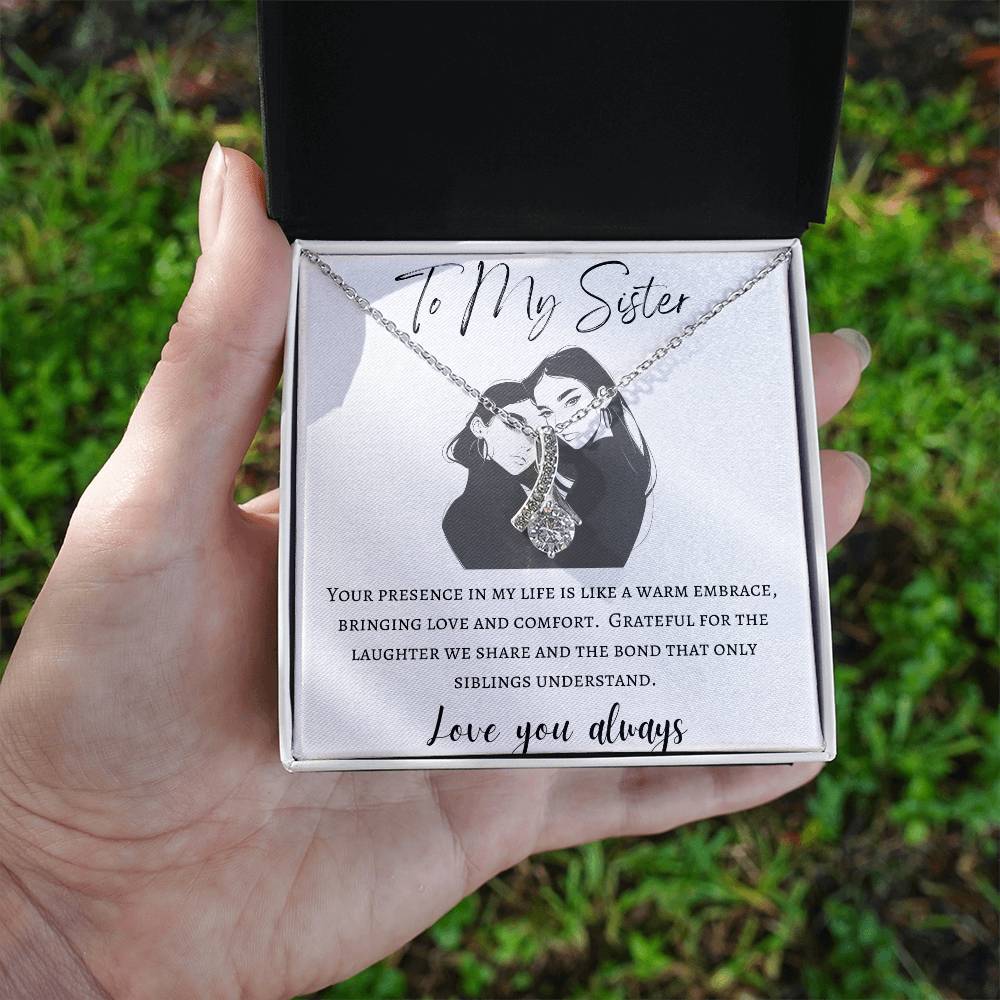 To My Sister
Your presence in my life is like a warm embrace,
bringing love and comfort.  Grateful for the
laughter we share and the bond that only
siblings understand.
Love you always